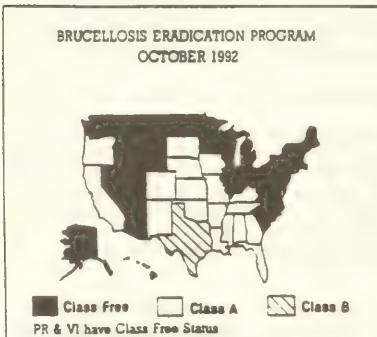 BRUCELLOSIS ERADICATION PROGRAM
OCTOBER 1992
Class Free Class A Class B
PR & VI have Class Free Status